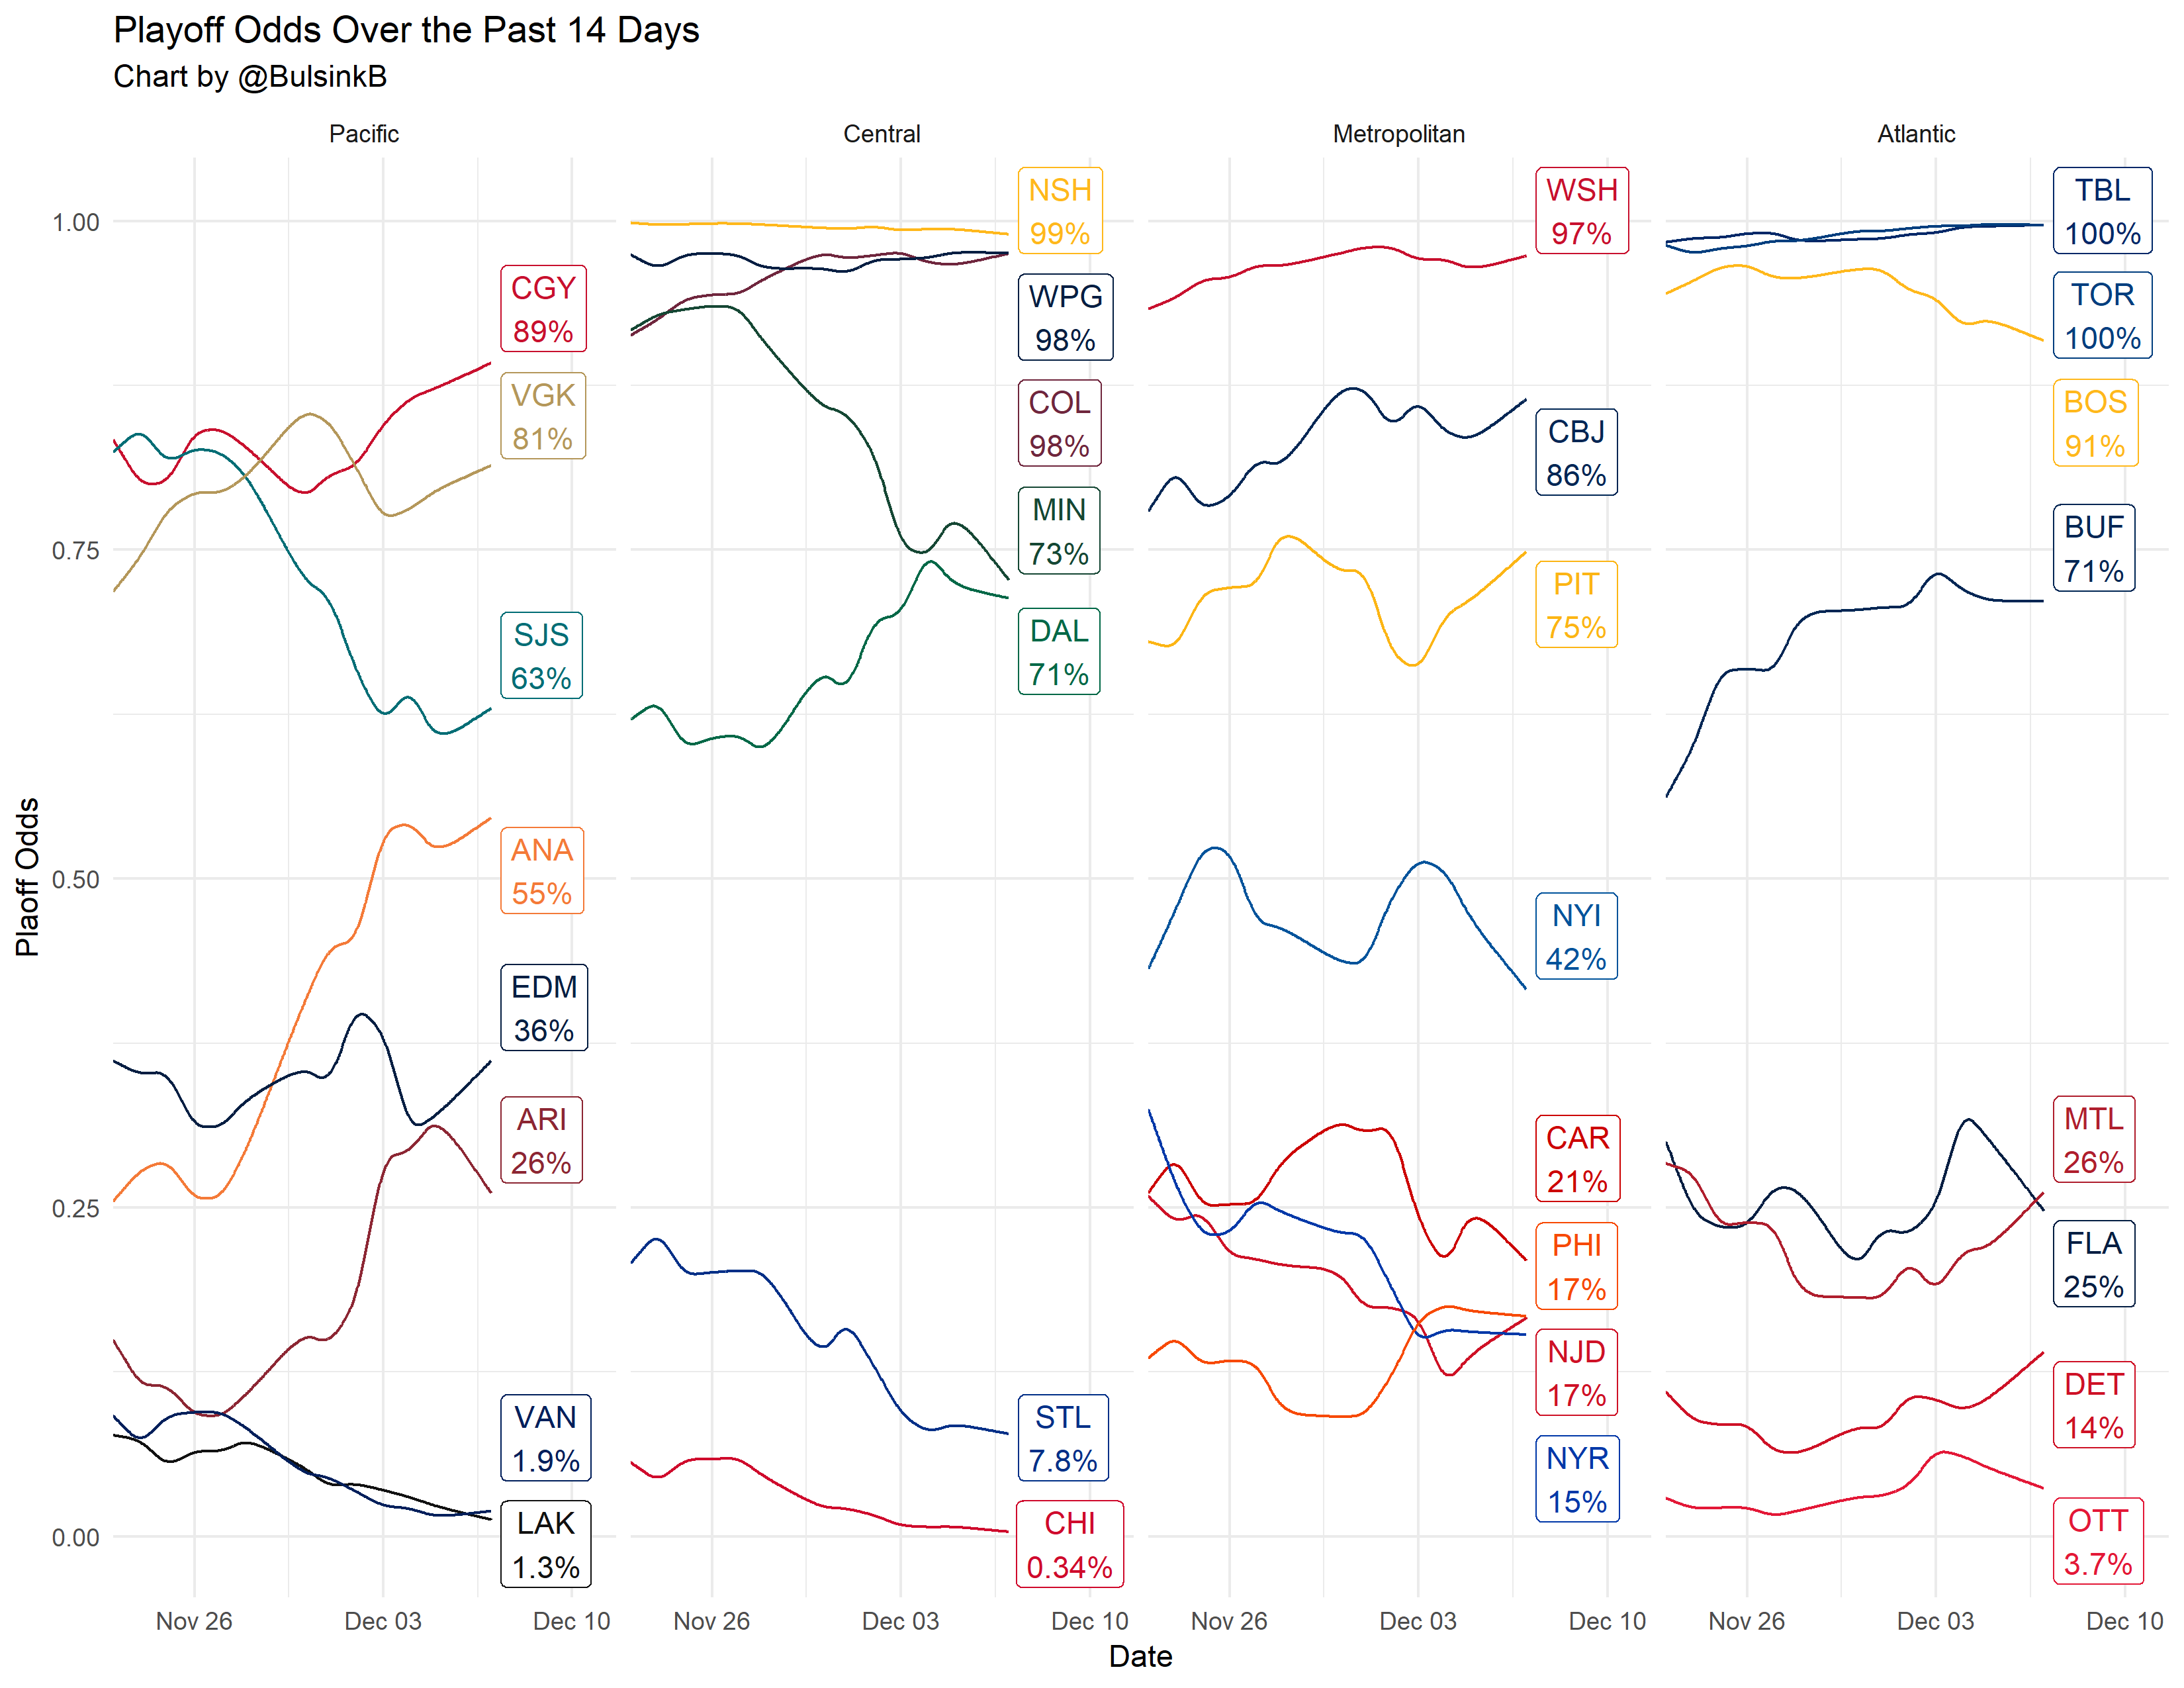 Playoff Odds Over the Past 14 Days
Chart by @BulsinkB
Pacific
Central
Metropolitan
Atlantic
Plaoff Odds
1.00
0.75
0.50
0.25
0.00
CGY
89%
VGK
81%
SJS
63%
ANA
55%
EDM
36%
ARI
26%
VAN
1.9%
LAK
1.3%
NSH
99%
WPG
98%
COL
98%
MIN
73%
DAL
71%
STL
7.8%
CHI
0.34%
WSH
97%
CBJ
86%
PIT
75%
NYI
42%
CAR
21%
PHI
17%
NJD
17%
NYR
15%
TBL
100%
TOR
100%
BOS
91%
BUF
71%
MTL
26%
FLA
25%
DET
14%
OTT
3.7%
Nov 26 Dec 03 Dec 10
Nov 26 Dec 03 Dec 10
Nov 26 Dec 03 Dec 10
Nov 26 Dec 03 Dec 10
Date